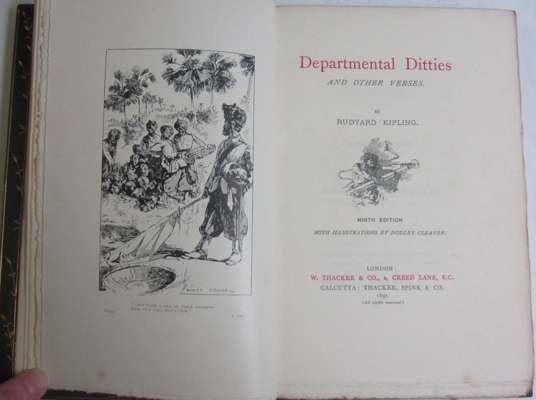 Departmental Ditties
AND OTHER VERSES.
BY
RUDYARD KIPLING.
NINTH EDITION
WITH ILLUSTRATIONS BY DUDLEY CLEAVER.
LONDON:
W. THACKER & CO., 2, CREED LANE, E.C.
CALCUTTA: THACKER, SPINK & CO.
1897
(All rights reserved)